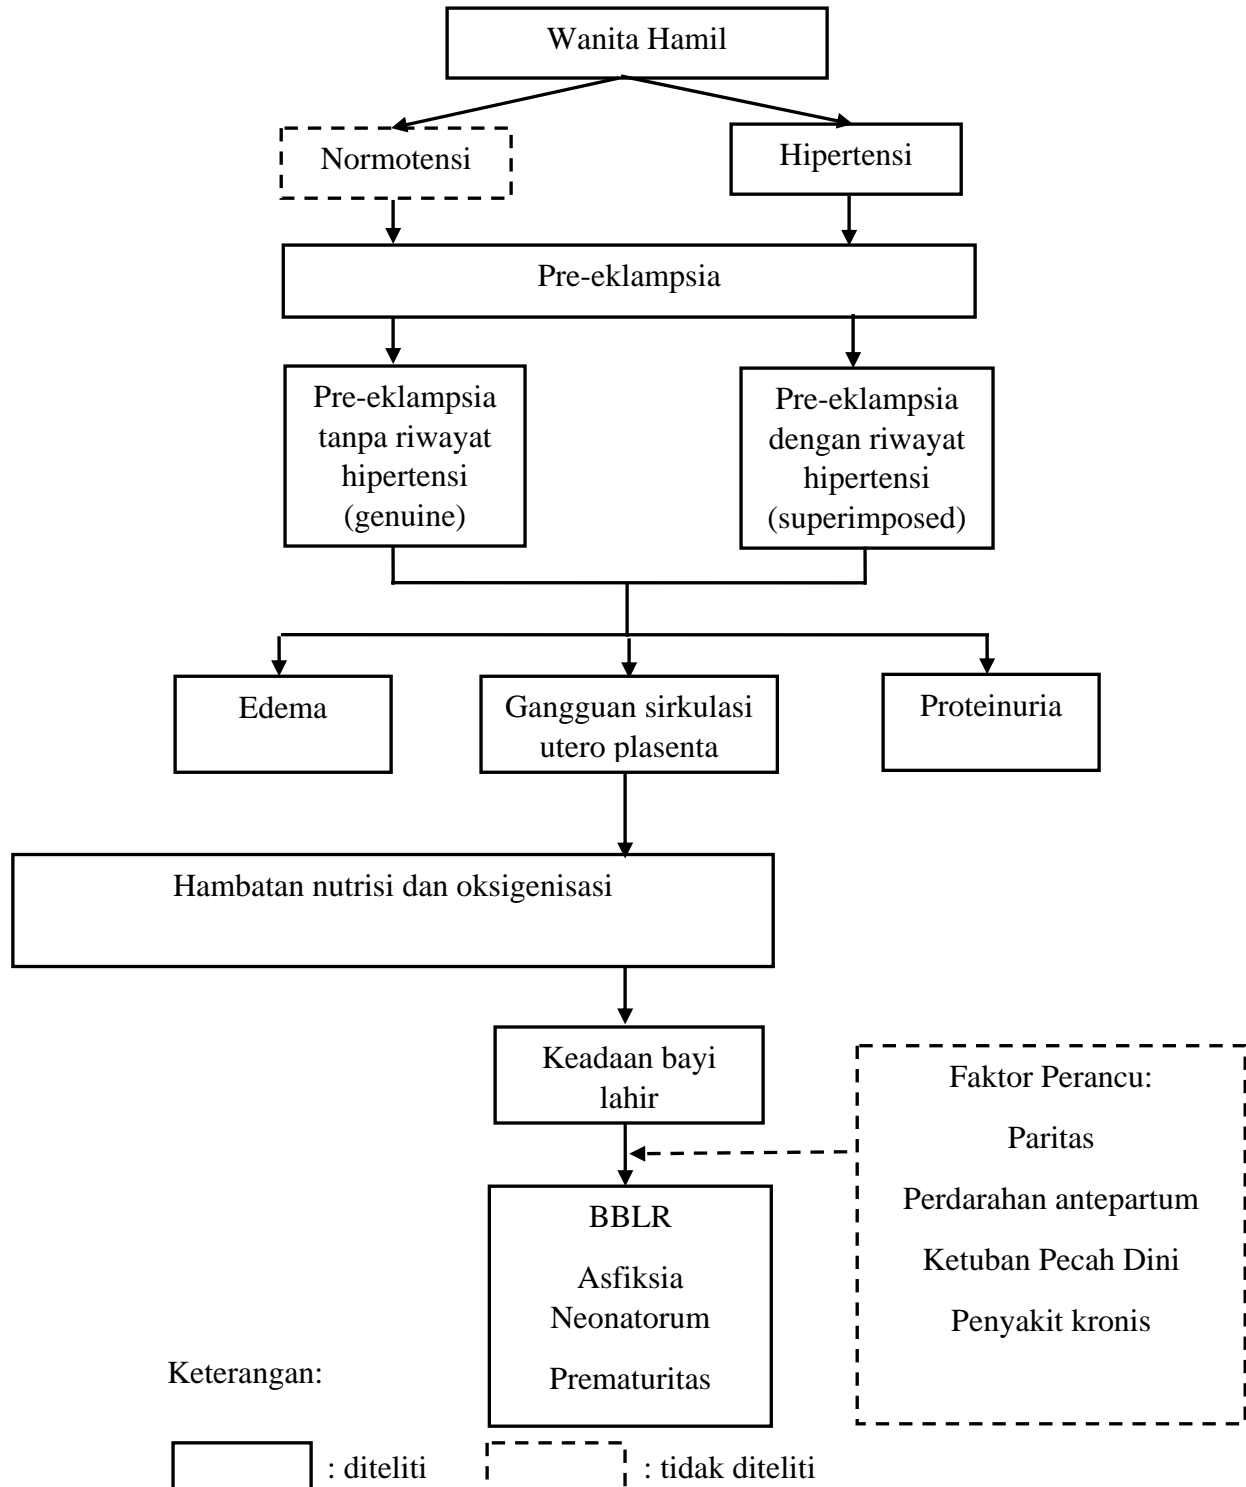 Wanita Hamil
Normotensi
Hipertensi
Pre-eklampsia
Pre-eklampsia
tanpa riwayat
hipertensi
(genuine)
Pre-eklampsia
dengan riwayat
hipertensi
(superimposed)
Edema
Gangguan sirkulasi
utero plasenta
Proteinuria
Hambatan nutrisi dan oksigenisasi
Keadaan bayi
lahir
Faktor Perancu:
Paritas
Perdarahan antepartum
Ketuban Pecah Dini
Penyakit kronis
BBLR
Asfiksia
Neonatorum
Prematuritas
Keterangan:
: diteliti
: tidak diteliti